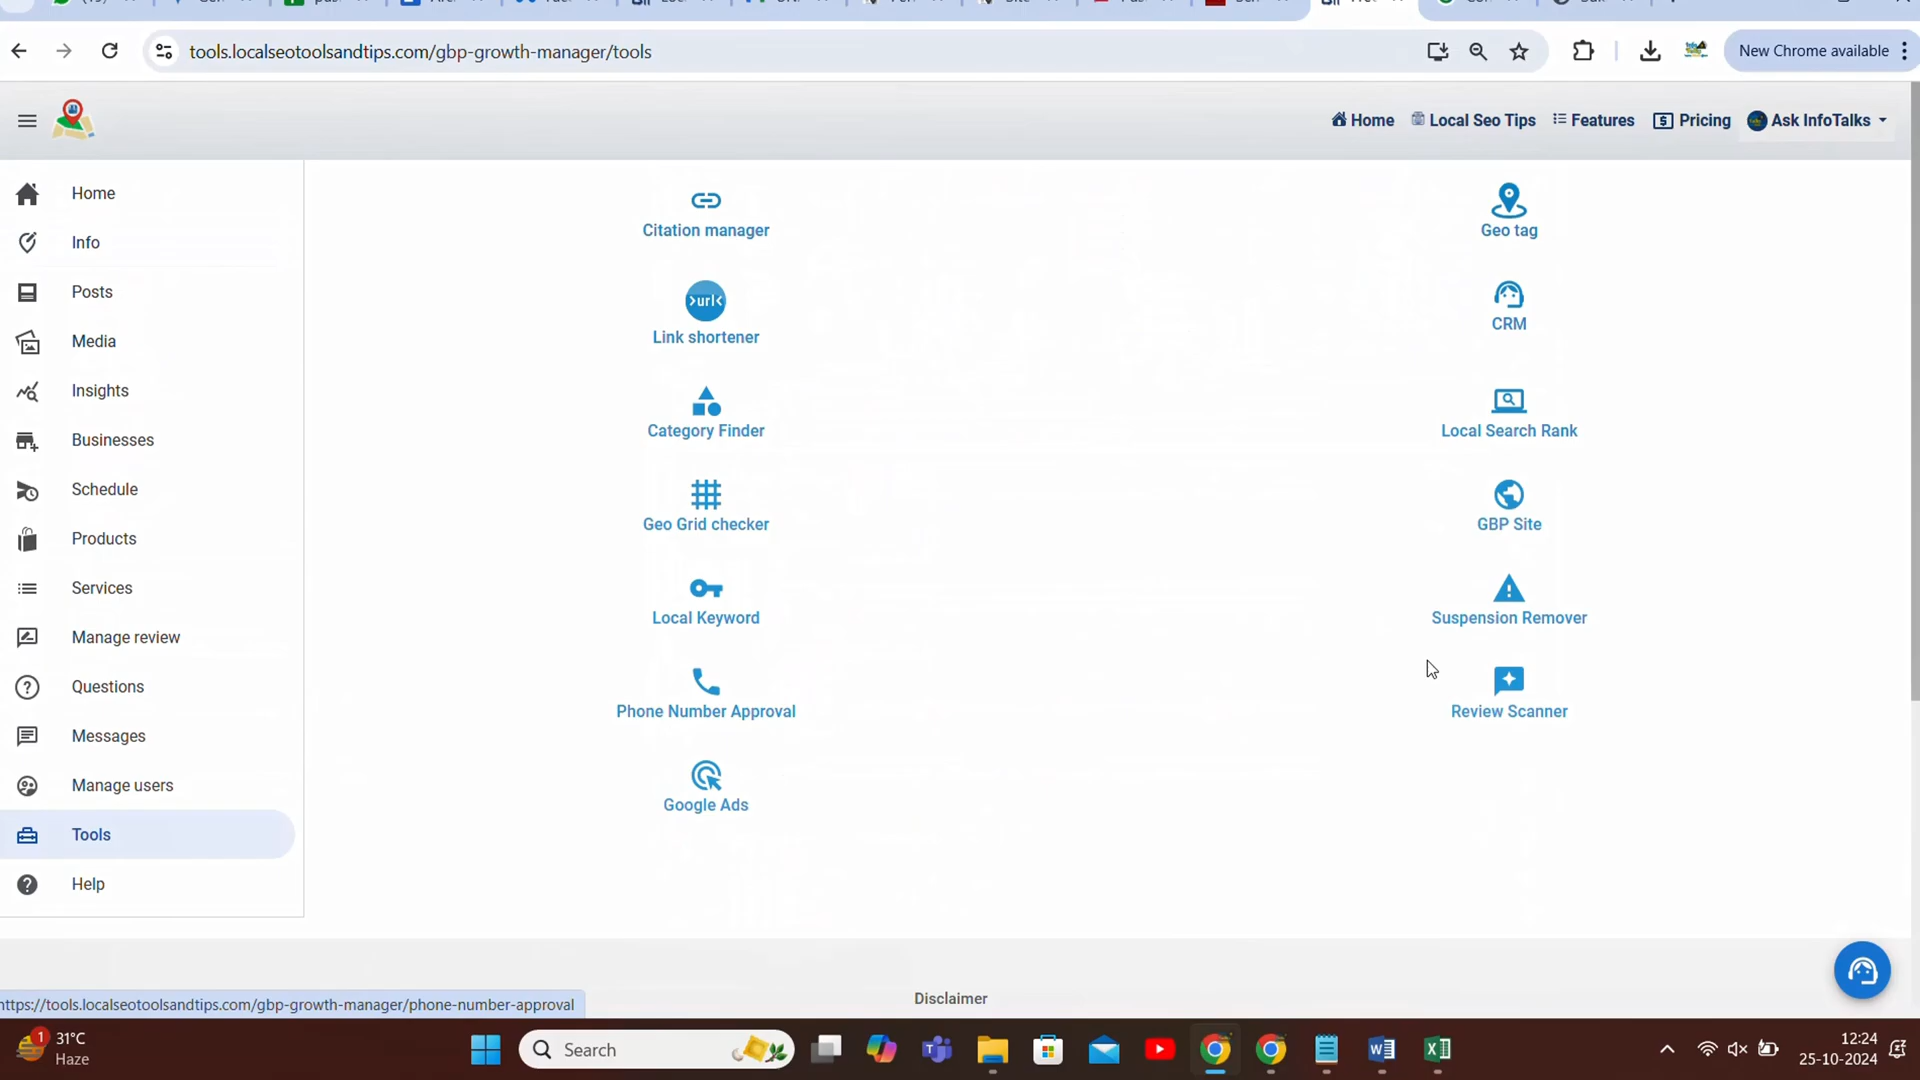 tools.localseotoolsandtips.com/gbp-growth-manager/tools
New Chrome available
Home
Local Seo Tips
Features
Pricing
Ask InfoTalks
Home
Info
Posts
Media
Insights
Businesses
Schedule
Products
Services
Manage review
Questions
Messages
Manage users
Tools
Help
Citation manager
Geo tag
>url<
Link shortener
CRM
Category Finder
Local Search Rank
Geo Grid checker
GBP Site
Local Keyword
Suspension Remover
Phone Number Approval
Review Scanner
Google Ads
Disclaimer
https://tools.localseotoolsandtips.com/gbp-growth-manager/phone-number-approval
1
31°C
Haze
Search
12:24
25-10-2024